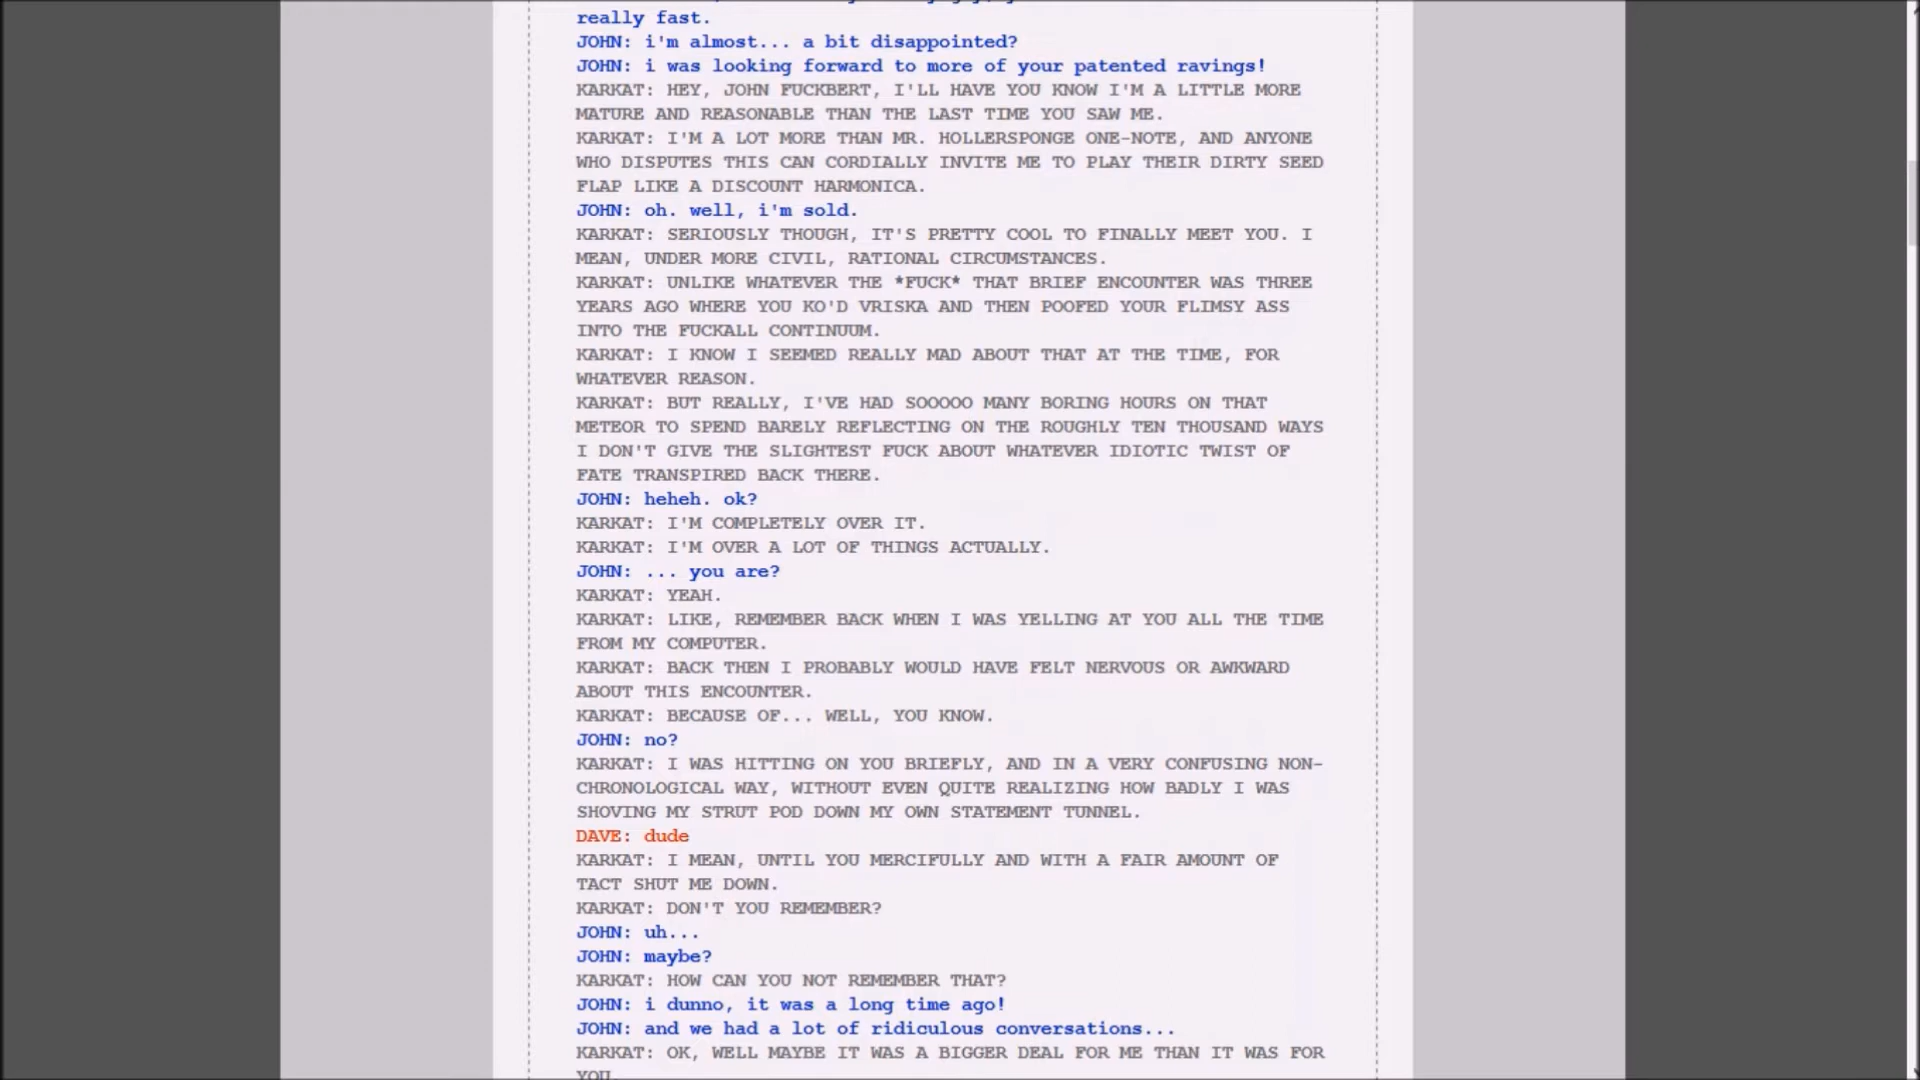 really fast.
JOHN: i'm almost... a bit disappointed?
JOHN: i was looking forward to more of your patented ravings!
KARKAT: HEY, JOHN FUCKBERT, I'LL HAVE YOU KNOW I'M A LITTLE MORE
MATURE AND REASONABLE THAN THE LAST TIME YOU SAW ME.
KARKAT: I'M A LOT MORE THAN MR. HOLLERSPONGE ONE-NOTE, AND ANYONE
WHO DISPUTES THIS CAN CORDIALLY INVITE ME TO PLAY THEIR DIRTY SEED
FLAP LIKE A DISCOUNT HARMONICA.
JOHN: oh. well, i'm sold.
KARKAT: SERIOUSLY THOUGH, IT'S PRETTY COOL TO FINALLY MEET YOU. I
MEAN, UNDER MORE CIVIL, RATIONAL CIRCUMSTANCES.
KARKAT: UNLIKE WHATEVER THE *FUCK* THAT BRIEF ENCOUNTER WAS THREE
YEARS AGO WHERE YOU KO'D VRISKA AND THEN POOFED YOUR FLIMSY ASS
INTO THE FUCKALL CONTINUUM.
KARKAT: I KNOW I SEEMED REALLY MAD ABOUT THAT AT THE TIME, FOR
WHATEVER REASON.
KARKAT: BUT REALLY, I'VE HAD SOOOOO MANY BORING HOURS ON THAT
METEOR TO SPEND BARELY REFLECTING ON THE ROUGHLY TEN THOUSAND WAYS
I DON'T GIVE THE SLIGHTEST FUCK ABOUT WHATEVER IDIOTIC TWIST OF
FATE TRANSPIRED BACK THERE.
JOHN: heheh. ok?
KARKAT: I'M COMPLETELY OVER IT.
KARKAT: I'M OVER A LOT OF THINGS ACTUALLY.
JOHN: ... you are?
KARKAT: YEAH.
KARKAT: LIKE, REMEMBER BACK WHEN I WAS YELLING AT YOU ALL THE TIME
FROM MY COMPUTER.
KARKAT: BACK THEN I PROBABLY WOULD HAVE FELT NERVOUS OR AWKWARD
ABOUT THIS ENCOUNTER.
KARKAT: BECAUSE OF... WELL, YOU KNOW.
JOHN: no?
KARKAT: I WAS HITTING ON YOU BRIEFLY, AND IN A VERY CONFUSING NON-
CHRONOLOGICAL WAY, WITHOUT EVEN QUITE REALIZING HOW BADLY I WAS
SHOVING MY STRUT POD DOWN MY OWN STATEMENT TUNNEL.
DAVE: dude
KARKAT: I MEAN, UNTIL YOU MERCIFULLY AND WITH A FAIR AMOUNT OF
TACT SHUT ME DOWN.
KARKAT: DON'T YOU REMEMBER?
JOHN: uh...
JOHN: maybe?
KARKAT: HOW CAN YOU NOT REMEMBER THAT?
JOHN: i dunno, it was a long time ago!
JOHN: and we had a lot of ridiculous conversations...
KARKAT: OK, WELL MAYBE IT WAS A BIGGER DEAL FOR ME THAN IT WAS FOR
YOU.